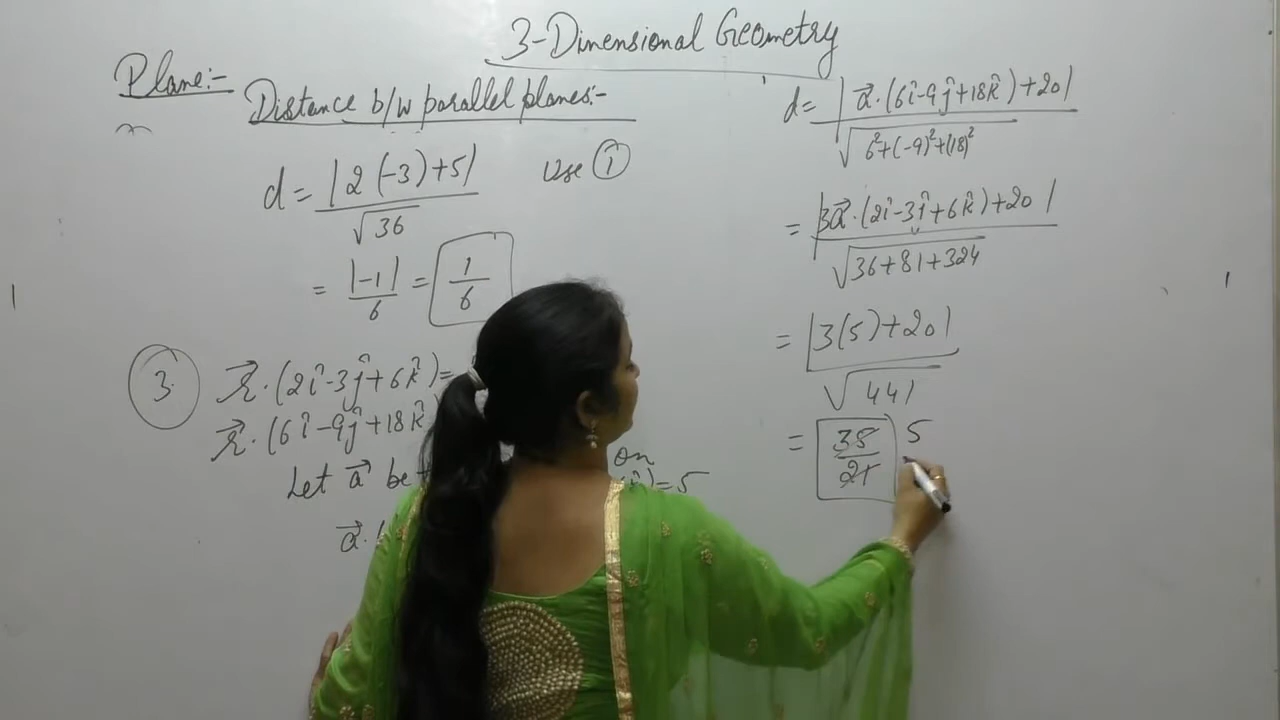 3-Dimensional Geometry
Plane:-
Distance b/w parallel planes:-
d = |2(-3)+5| / √36 use ①
= |-1|/6 = 1/6
3. r⃗.(2î-3ĵ+6k̂)=
r⃗.(6î-9ĵ+18k̂
Let a⃗ be on
)=5
a⃗.
d = |a⃗.(6î-9ĵ+18k̂)+20| / √6²+(-9)²+(18)²
= |3a⃗.(2î-3ĵ+6k̂)+20| / √36+81+324
= |3(5)+20| / √441
= 35/21 5